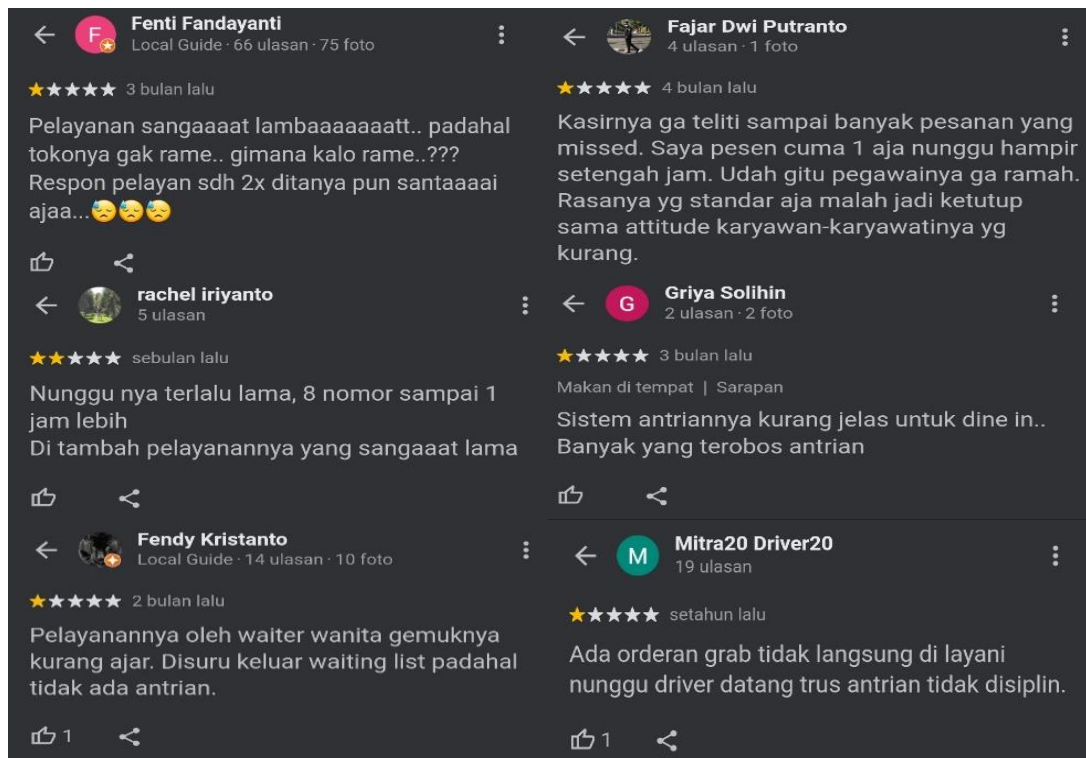 Fenti Fandayanti
F
Local Guide · 66 ulasan · 75 foto
3 bulan lalu
Pelayanan sangaaaat lambaaaaaaatt.. padahal
tokonya gak rame.. gimana kalo rame..???
Respon pelayan sdh 2x ditanya pun santaaaai
ajaa...😓😓😓
Fajar Dwi Putranto
4 ulasan · 1 foto
4 bulan lalu
Kasirnya ga teliti sampai banyak pesanan yang
missed. Saya pesen cuma 1 aja nunggu hampir
setengah jam. Udah gitu pegawainya ga ramah.
Rasanya yg standar aja malah jadi ketutup
sama attitude karyawan-karyawatinya yg
kurang.
rachel iriyanto
5 ulasan
sebulan lalu
Nunggu nya terlalu lama, 8 nomor sampai 1
jam lebih
Di tambah pelayanannya yang sangaaat lama
Griya Solihin
G
2 ulasan · 2 foto
3 bulan lalu
Makan di tempat | Sarapan
Sistem antriannya kurang jelas untuk dine in..
Banyak yang terobos antrian
Fendy Kristanto
Local Guide · 14 ulasan · 10 foto
2 bulan lalu
Pelayanannya oleh waiter wanita gemuknya
kurang ajar. Disuru keluar waiting list padahal
tidak ada antrian.
1
Mitra20 Driver20
M
19 ulasan
setahun lalu
Ada orderan grab tidak langsung di layani
nunggu driver datang trus antrian tidak disiplin.
1